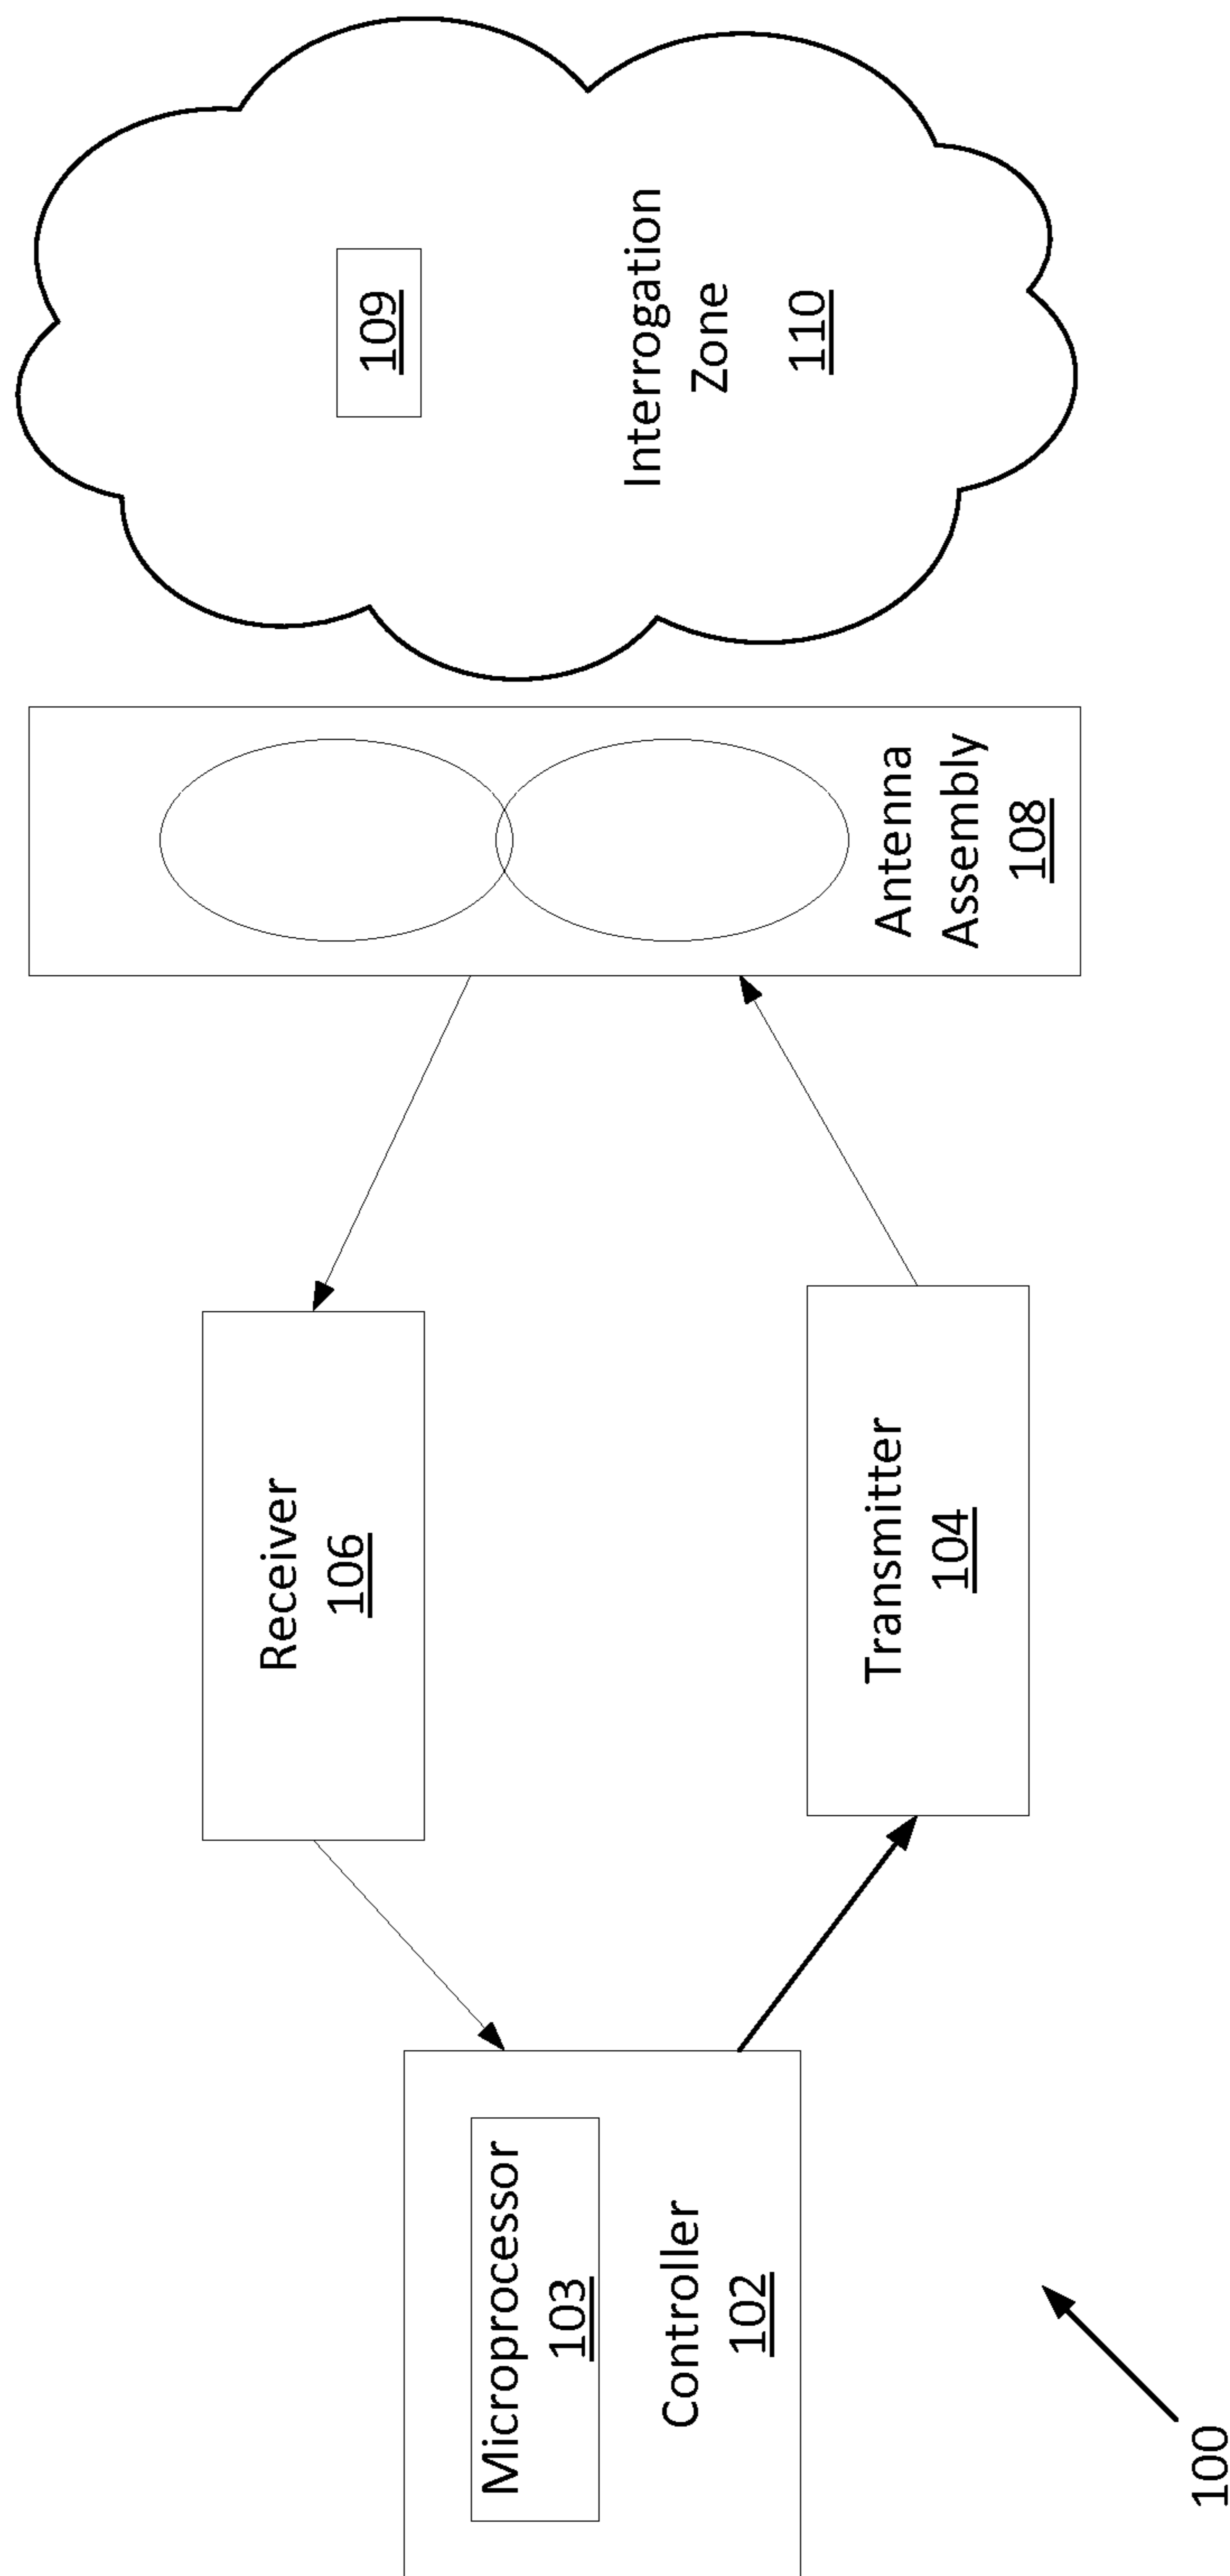 Microprocessor
103
Controller
102
Receiver
106
Transmitter
104
Antenna
Assembly
108
109
Interrogation
Zone
110
100